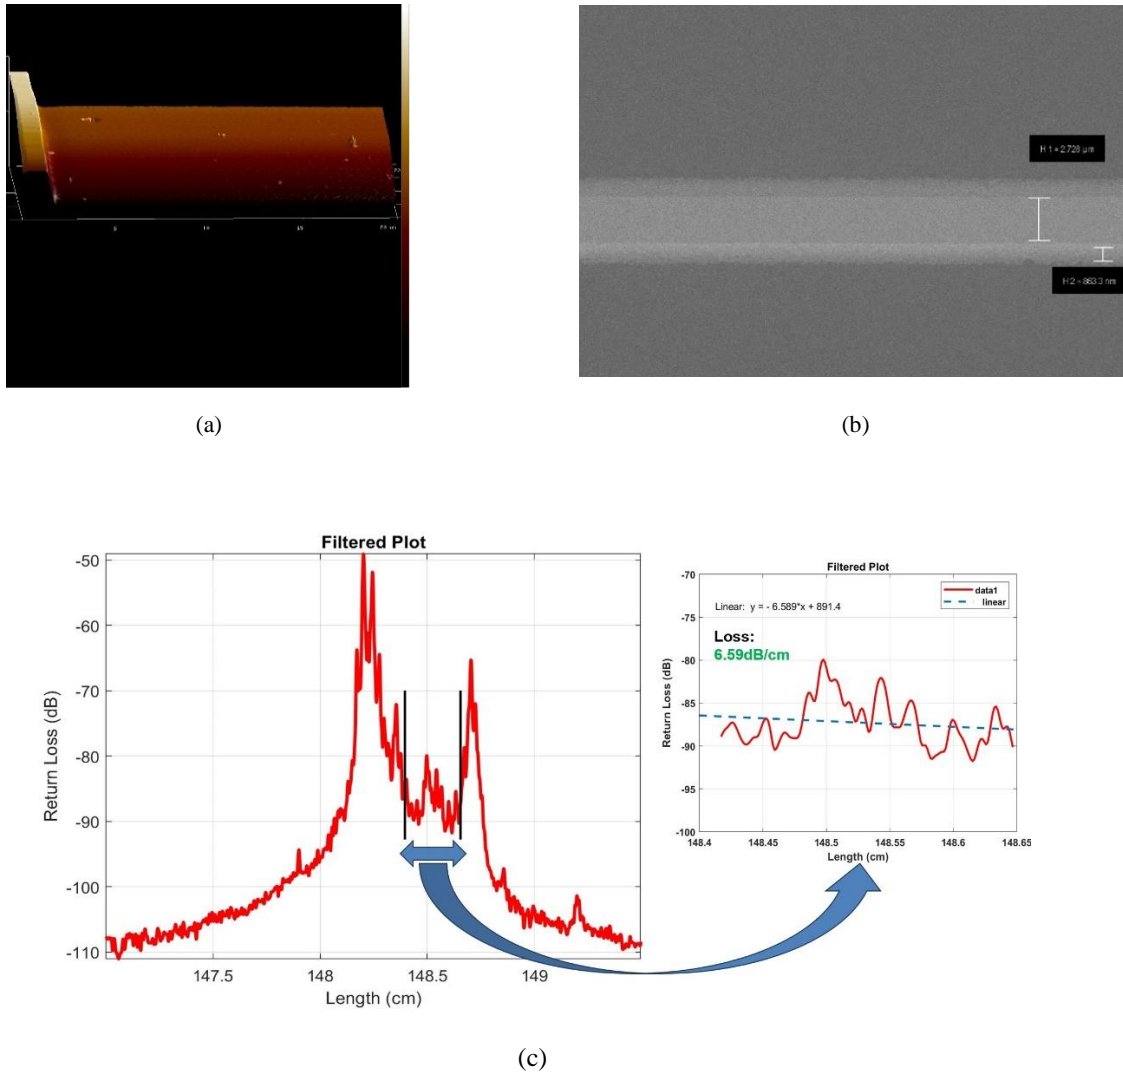 5
10
15
H 1 = 2.728 µm
H 2 = 863.3 nm
(a)
(b)
Filtered Plot
-50
-60
-70
-80
-90
-100
-110
Return Loss (dB)
147.5 148 148.5 149
Length (cm)
Filtered Plot
-70
-75
-80
-85
-90
-95
-100
Return Loss (dB)
data1
linear
Linear: y = - 6.589*x + 891.4
Loss:
6.59dB/cm
148.4 148.45 148.5 148.55 148.6 148.65
Length (cm)
(c)